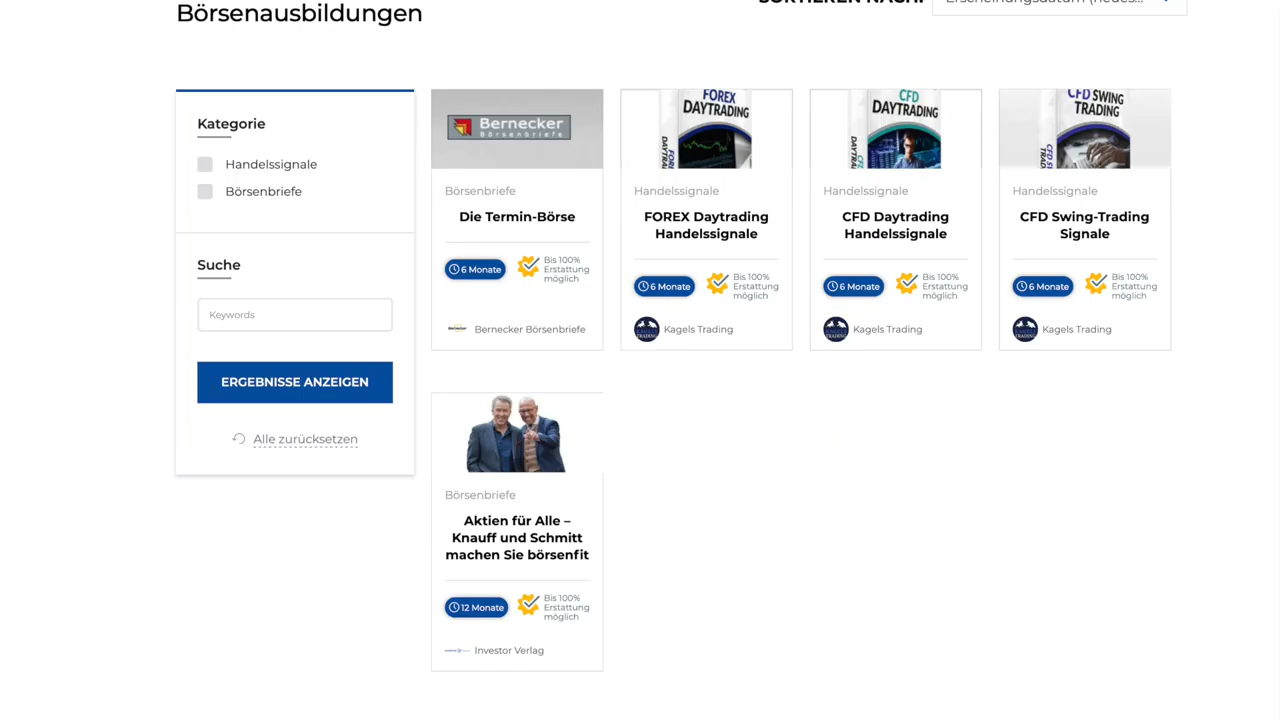 Börsenausbildungen
SORTIEREN NACH:
Erscheinungsdatum (neues...
Kategorie
Handelssignale
Börsenbriefe
Suche
Keywords
ERGEBNISSE ANZEIGEN
Alle zurücksetzen
Bernecker
Börsenbriefe
Börsenbriefe
Die Termin-Börse
6 Monate
Bis 100%
Erstattung
möglich
Bernecker Börsenbriefe
FOREX
DAYTRADING
Handelssignale
FOREX Daytrading
Handelssignale
6 Monate
Bis 100%
Erstattung
möglich
Kagels Trading
CFD
DAYTRADING
Handelssignale
CFD Daytrading
Handelssignale
6 Monate
Bis 100%
Erstattung
möglich
Kagels Trading
CFD SWING
TRADING
Handelssignale
CFD Swing-Trading
Signale
6 Monate
Bis 100%
Erstattung
möglich
Kagels Trading
Börsenbriefe
Aktien für Alle –
Knauff und Schmitt
machen Sie börsenfit
12 Monate
Bis 100%
Erstattung
möglich
Investor Verlag